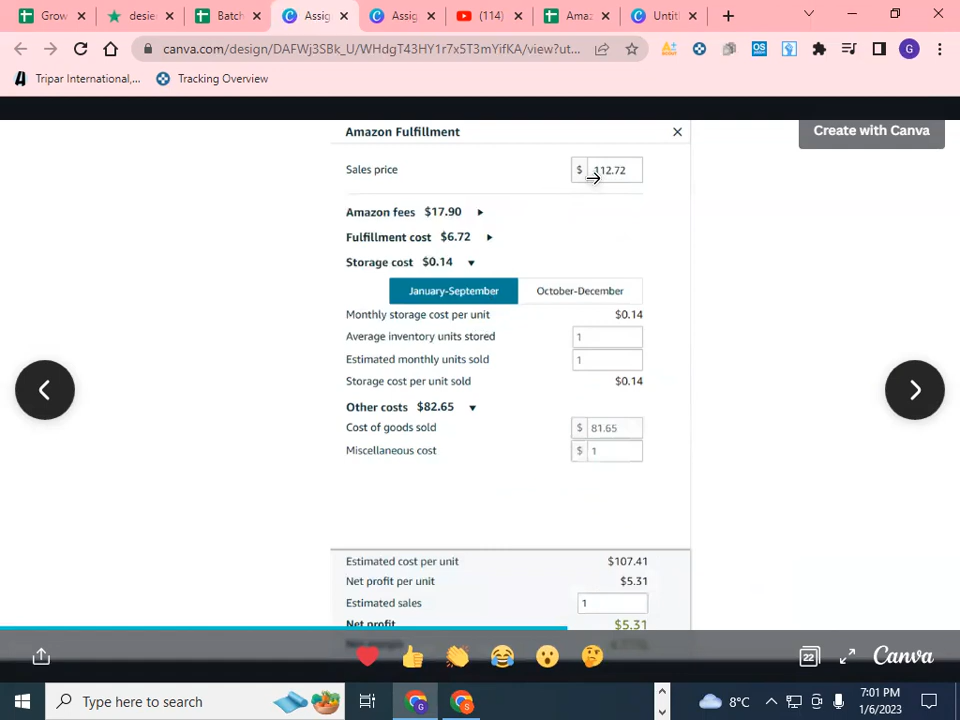 Grow
desie
Batch
Assig
Assig
(114)
Amaz
Untit
canva.com/design/DAFWj3SBk_U/WHdgT43HY1r7x5T3mYifKA/view?ut...
G
Tripar International,...
Tracking Overview
Create with Canva
Amazon Fulfillment
Sales price $ 112.72
Amazon fees $17.90
Fulfillment cost $6.72
Storage cost $0.14
January-September October-December
Monthly storage cost per unit $0.14
Average inventory units stored 1
Estimated monthly units sold 1
Storage cost per unit sold $0.14
Other costs $82.65
Cost of goods sold $ 81.65
Miscellaneous cost $ 1
Estimated cost per unit $107.41
Net profit per unit $5.31
Estimated sales 1
Net profit $5.31
22
Canva
Type here to search
8°C
7:01 PM
1/6/2023